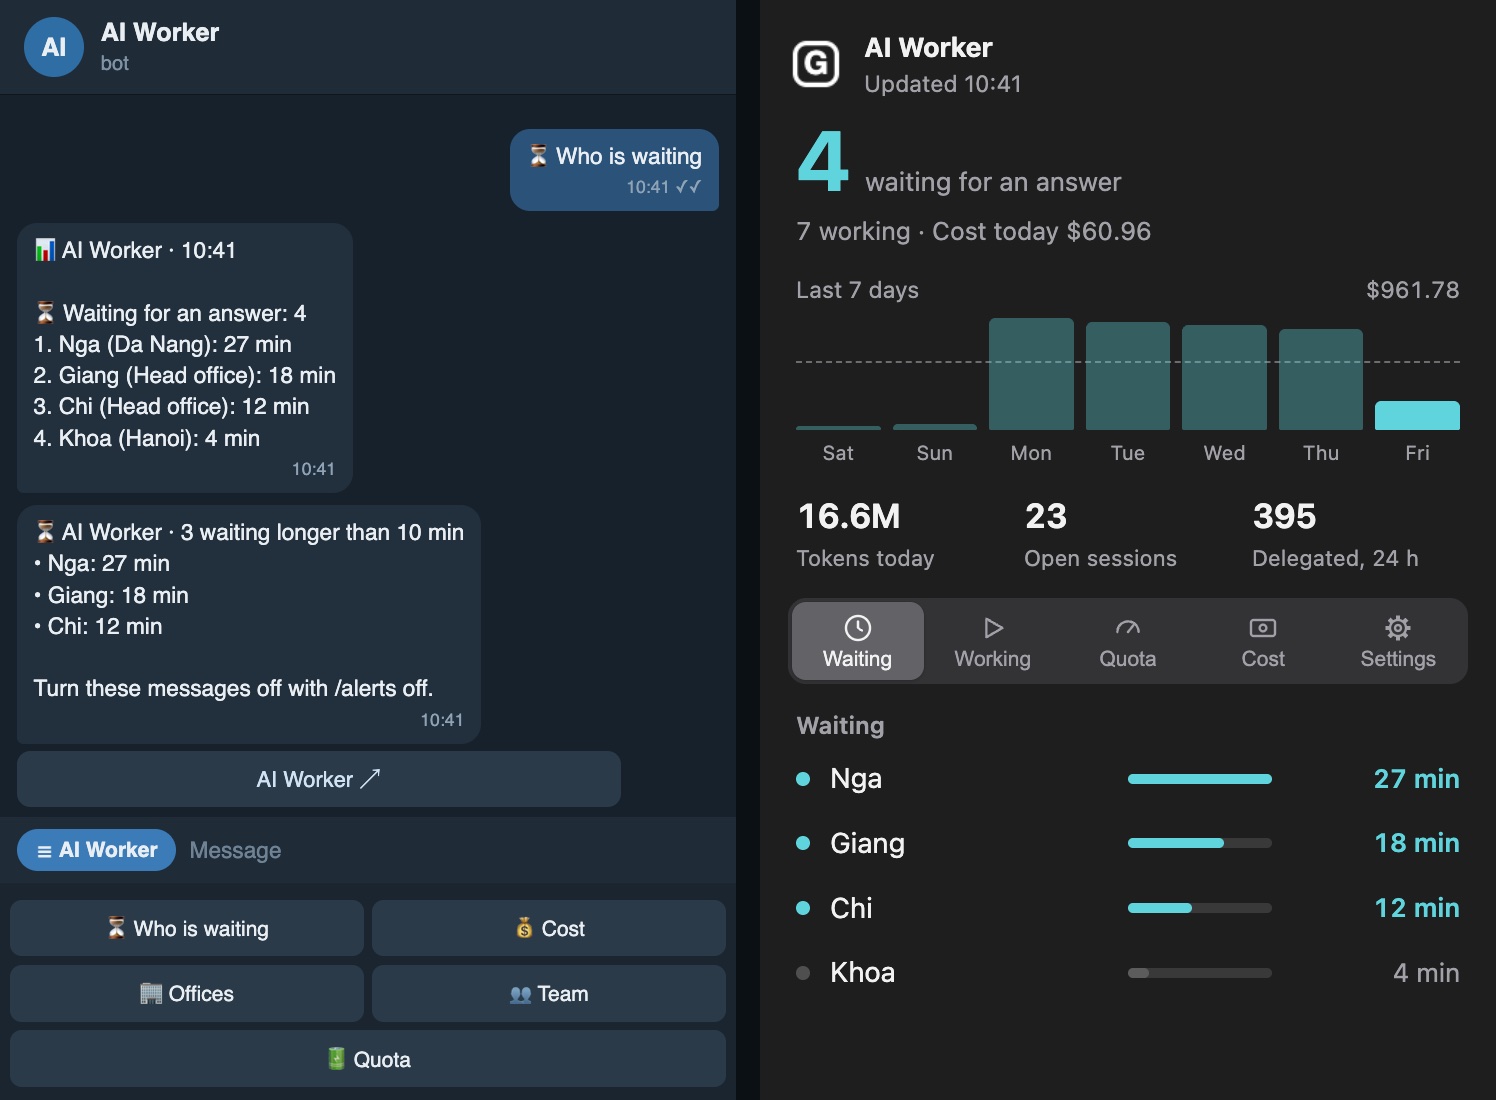 AI
AI Worker
bot
⏳ Who is waiting
10:41 ✓✓
📊 AI Worker · 10:41
⏳ Waiting for an answer: 4
1. Nga (Da Nang): 27 min
2. Giang (Head office): 18 min
3. Chi (Head office): 12 min
4. Khoa (Hanoi): 4 min
10:41
⏳ AI Worker · 3 waiting longer than 10 min
• Nga: 27 min
• Giang: 18 min
• Chi: 12 min
Turn these messages off with /alerts off.
10:41
AI Worker ↗
≡ AI Worker
Message
⏳ Who is waiting
💰 Cost
🏢 Offices
👥 Team
🔋 Quota
G
AI Worker
Updated 10:41
4 waiting for an answer
7 working · Cost today $60.96
Last 7 days
$961.78
Sat Sun Mon Tue Wed Thu Fri
16.6M
Tokens today
23
Open sessions
395
Delegated, 24 h
Waiting
Working
Quota
Cost
Settings
Waiting
Nga 27 min
Giang 18 min
Chi 12 min
Khoa 4 min